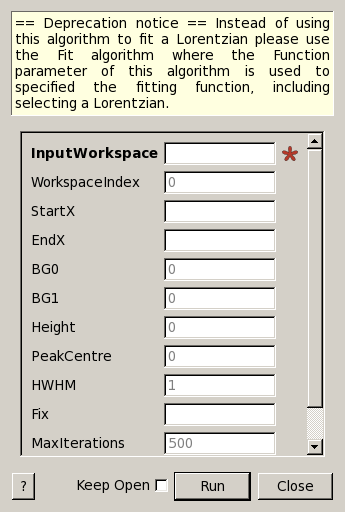 == Deprecation notice == Instead of using
this algorithm to fit a Lorentzian please use
the Fit algorithm where the Function
parameter of this algorithm is used to
specified the fitting function, including
selecting a Lorentzian.
InputWorkspace *
WorkspaceIndex 0
StartX
EndX
BG0 0
BG1 0
Height 0
PeakCentre 0
HWHM 1
Fix
MaxIterations 500
? Keep Open Run Close